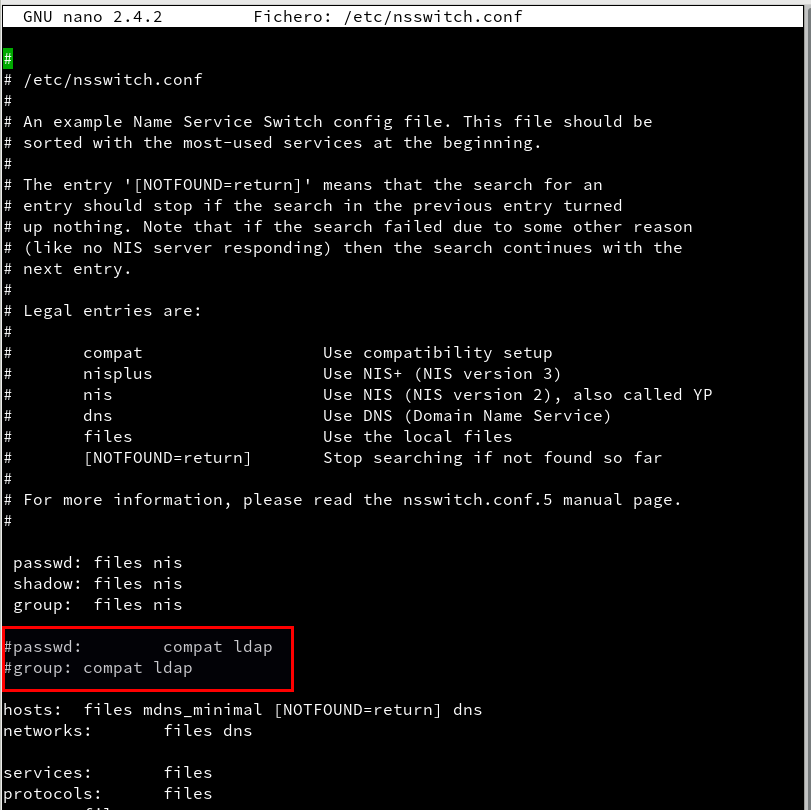 GNU nano 2.4.2 Fichero: /etc/nsswitch.conf
#
# /etc/nsswitch.conf
#
# An example Name Service Switch config file. This file should be
# sorted with the most-used services at the beginning.
#
# The entry '[NOTFOUND=return]' means that the search for an
# entry should stop if the search in the previous entry turned
# up nothing. Note that if the search failed due to some other reason
# (like no NIS server responding) then the search continues with the
# next entry.
#
# Legal entries are:
#
# compat Use compatibility setup
# nisplus Use NIS+ (NIS version 3)
# nis Use NIS (NIS version 2), also called YP
# dns Use DNS (Domain Name Service)
# files Use the local files
# [NOTFOUND=return] Stop searching if not found so far
#
# For more information, please read the nsswitch.conf.5 manual page.
#
passwd: files nis
shadow: files nis
group: files nis
#passwd: compat ldap
#group: compat ldap
hosts: files mdns_minimal [NOTFOUND=return] dns
networks: files dns
services: files
protocols: files